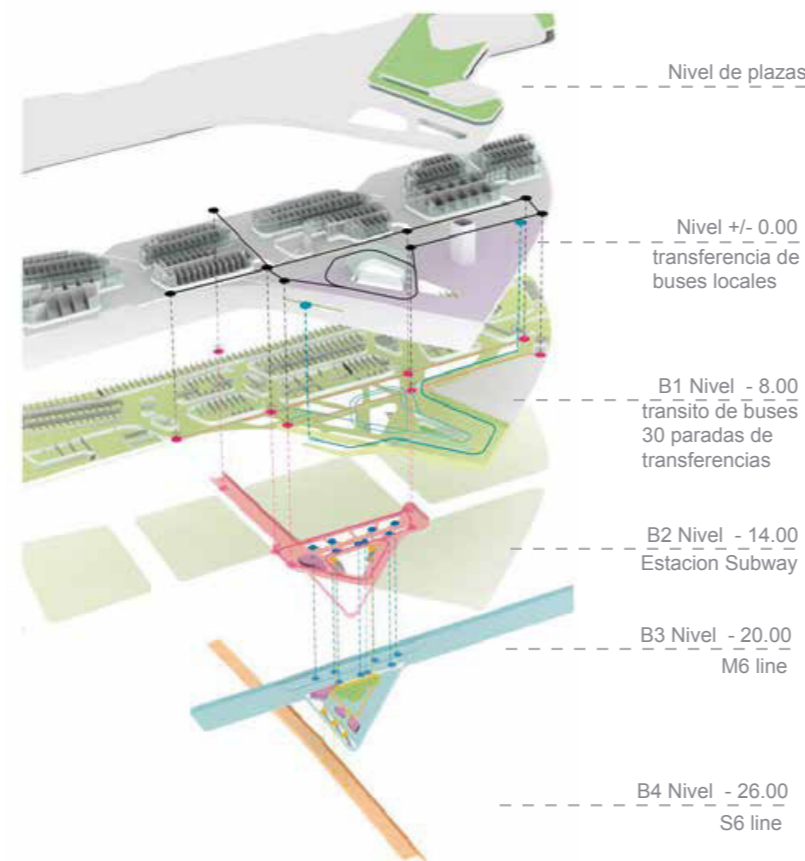 Nivel de plazas
Nivel +/- 0.00
transferencia de
buses locales
B1 Nivel - 8.00
transito de buses
30 paradas de
transferencias
B2 Nivel - 14.00
Estacion Subway
B3 Nivel - 20.00
M6 line
B4 Nivel - 26.00
S6 line